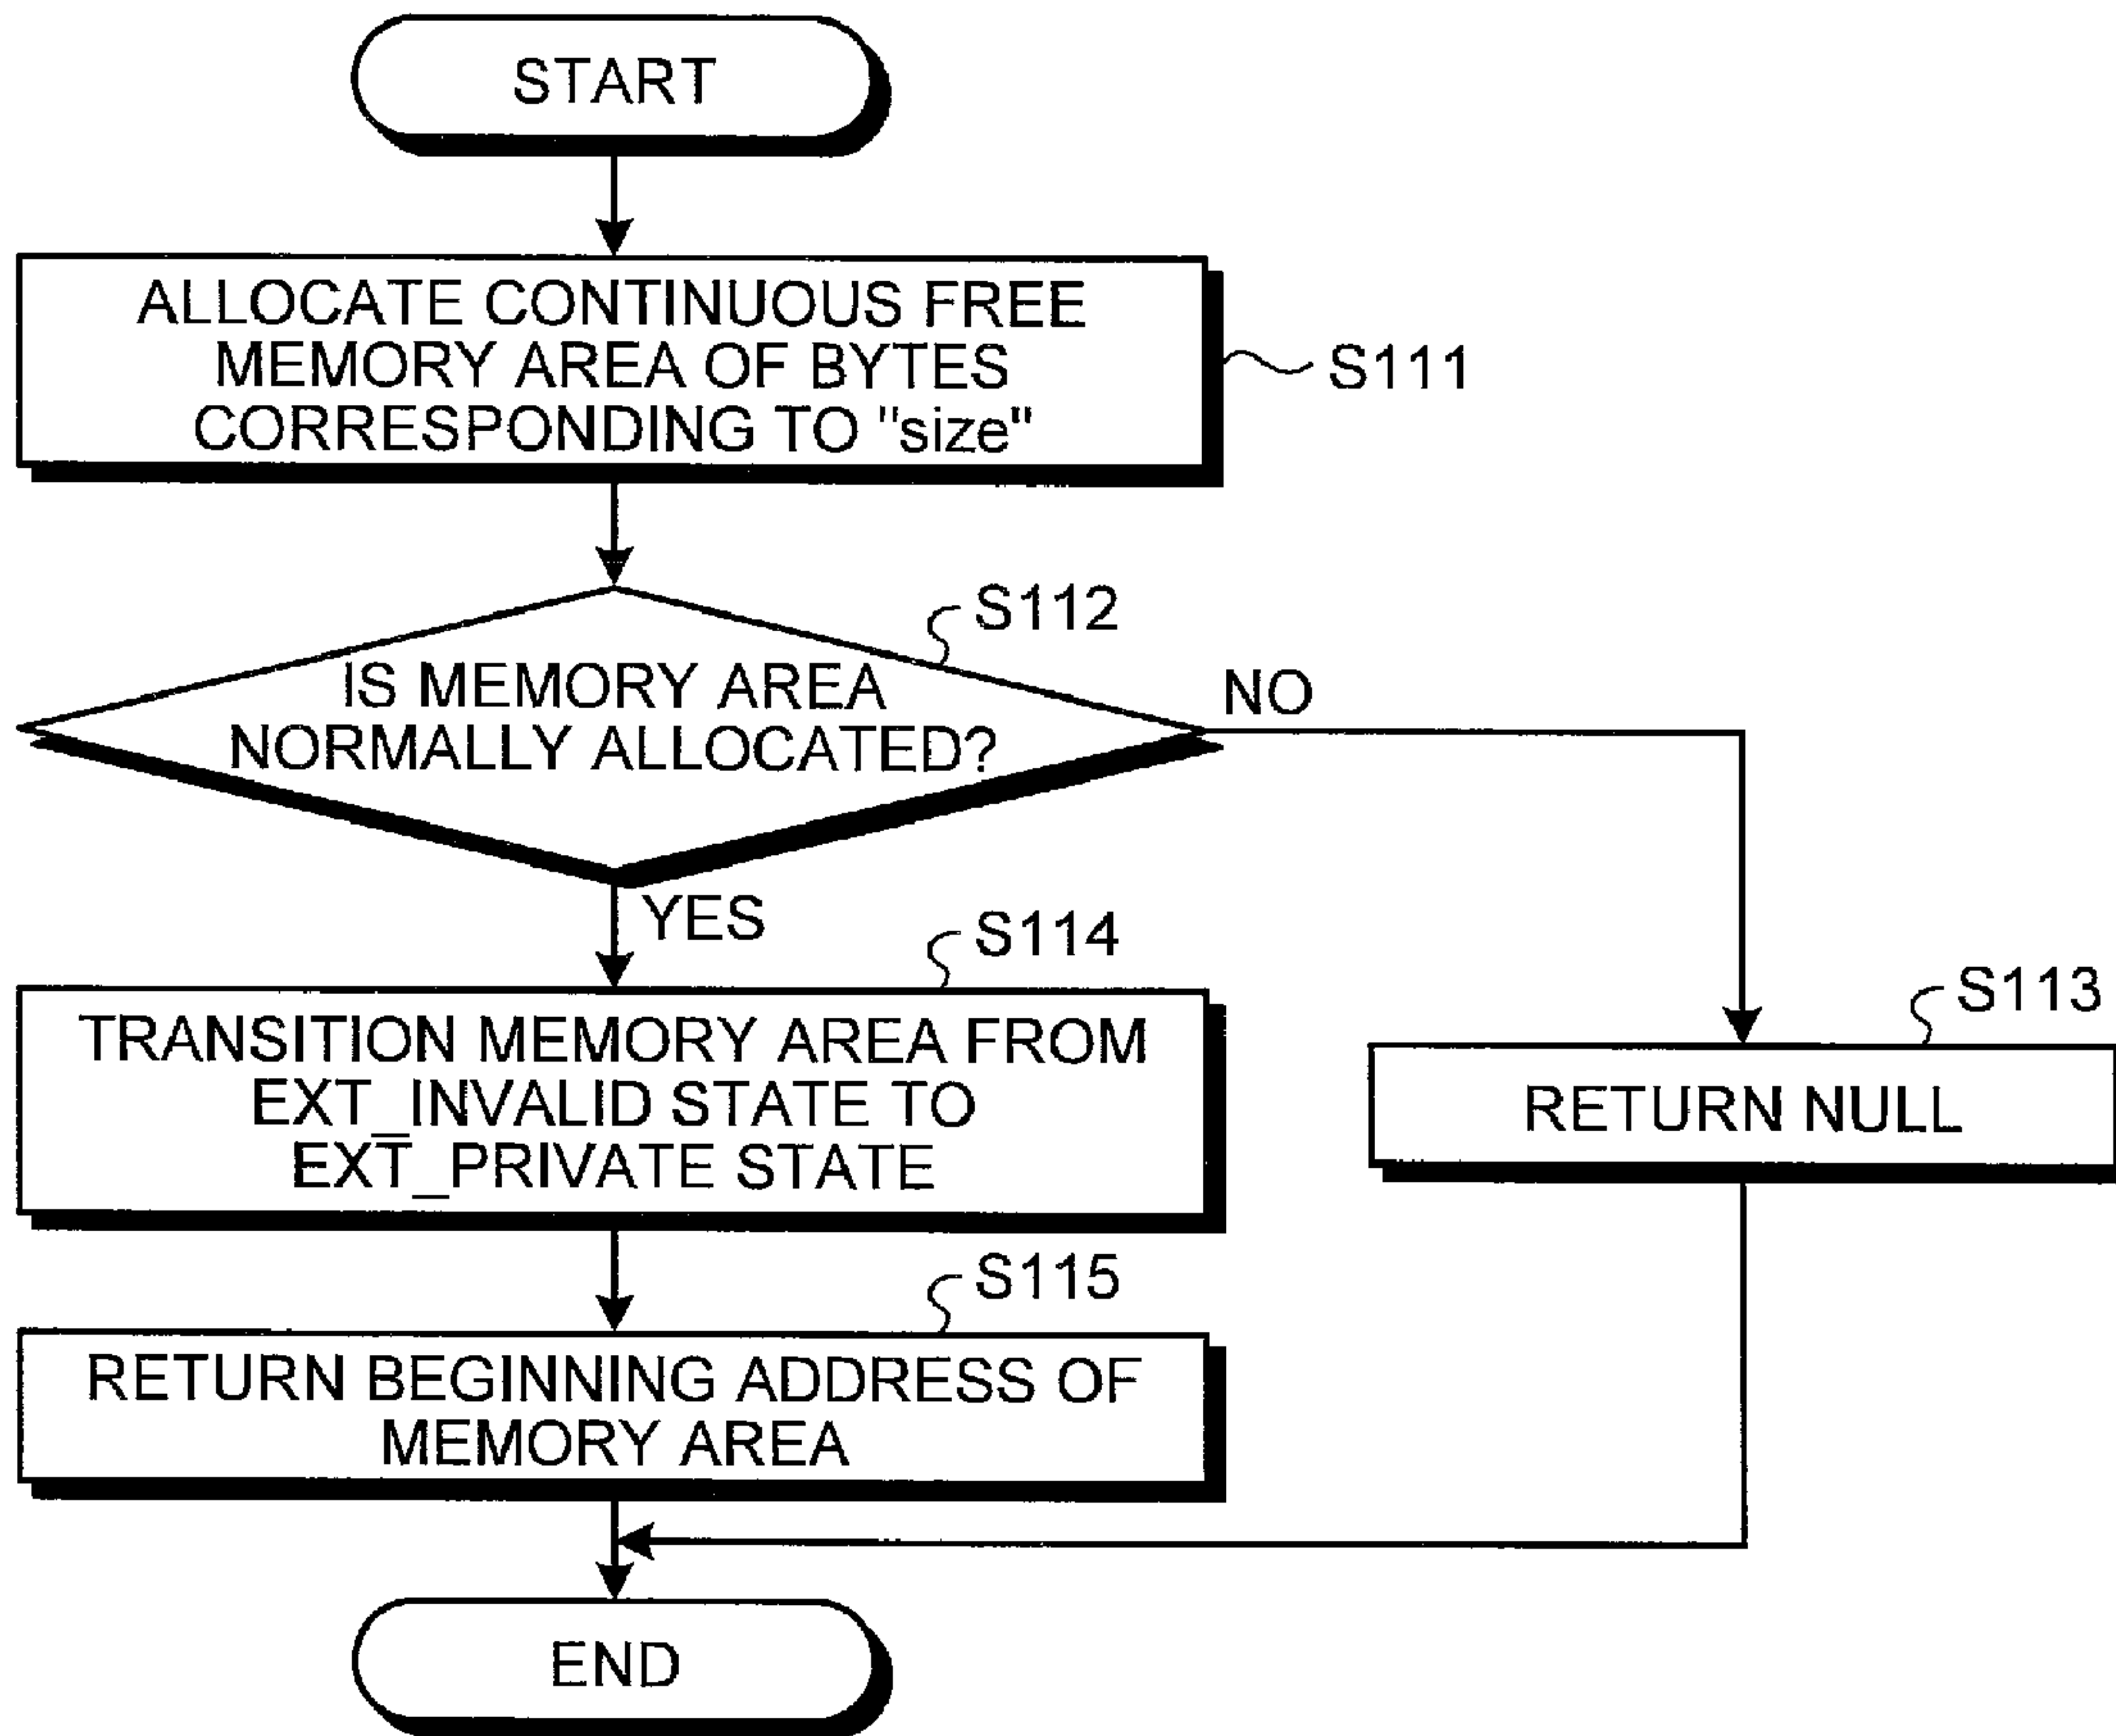 START
ALLOCATE CONTINUOUS FREE
MEMORY AREA OF BYTES
CORRESPONDING TO "size"
S111
S112
IS MEMORY AREA
NORMALLY ALLOCATED?
NO
YES
S114
TRANSITION MEMORY AREA FROM
EXT_INVALID STATE TO
EXT_PRIVATE STATE
S113
RETURN NULL
S115
RETURN BEGINNING ADDRESS OF
MEMORY AREA
END